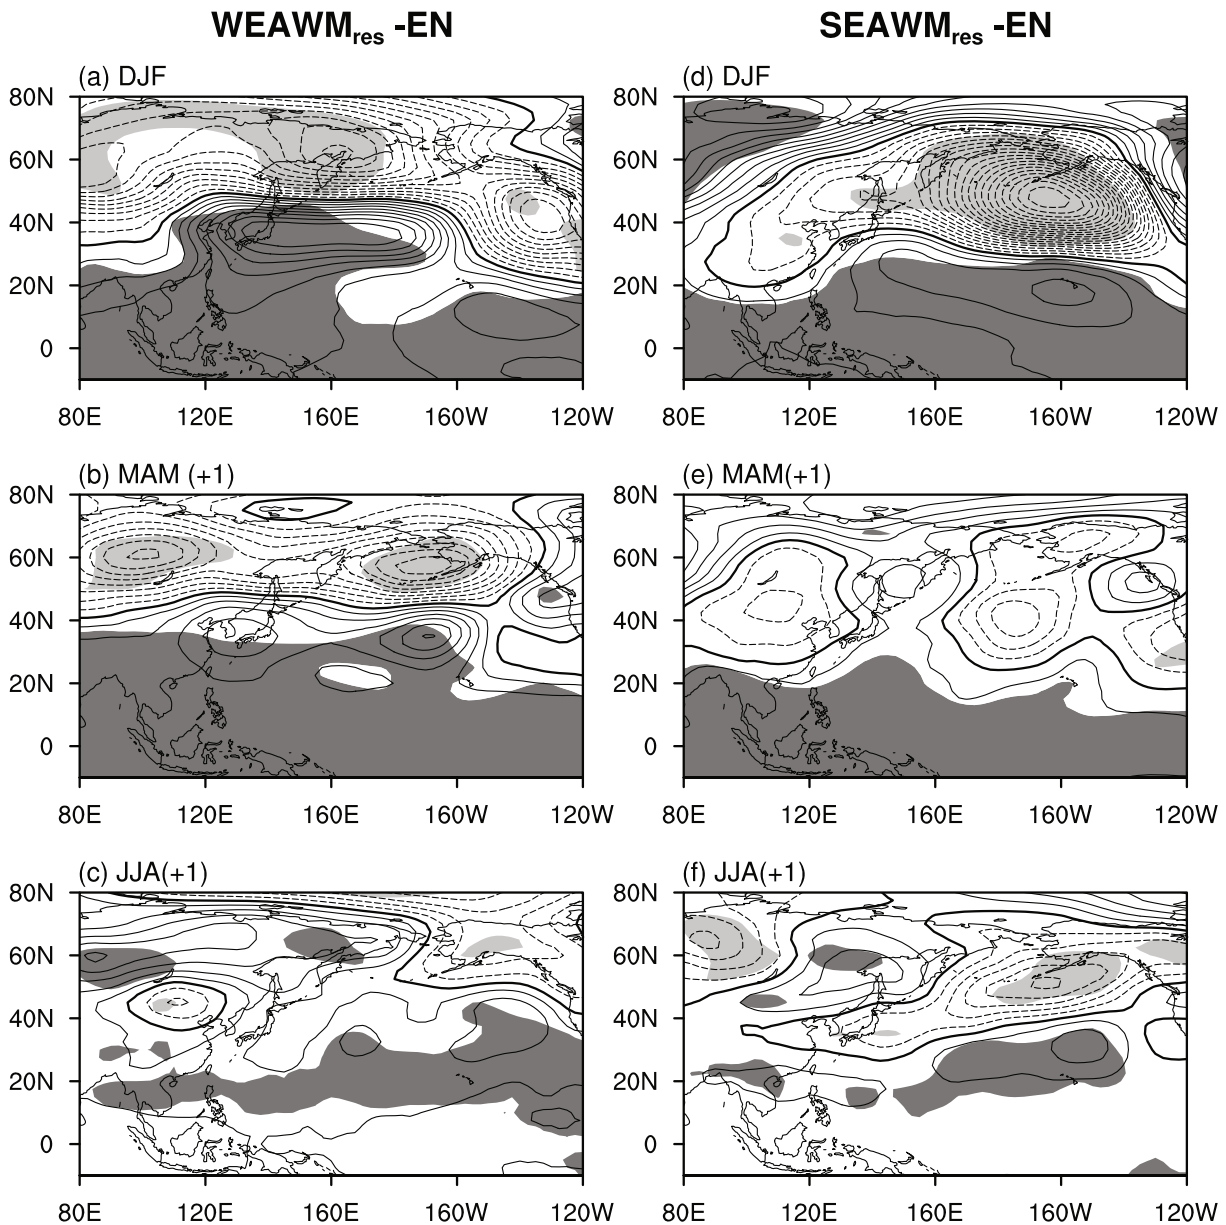 WEAWMres -EN SEAWMres -EN
(a) DJF (d) DJF
80N 80N
60N 60N
40N 40N
20N 20N
0 0
80E 120E 160E 160W 120W 80E 120E 160E 160W 120W
(b) MAM (+1) (e) MAM(+1)
80N 80N
60N 60N
40N 40N
20N 20N
0 0
80E 120E 160E 160W 120W 80E 120E 160E 160W 120W
(c) JJA(+1) (f) JJA(+1)
80N 80N
60N 60N
40N 40N
20N 20N
0 0
80E 120E 160E 160W 120W 80E 120E 160E 160W 120W